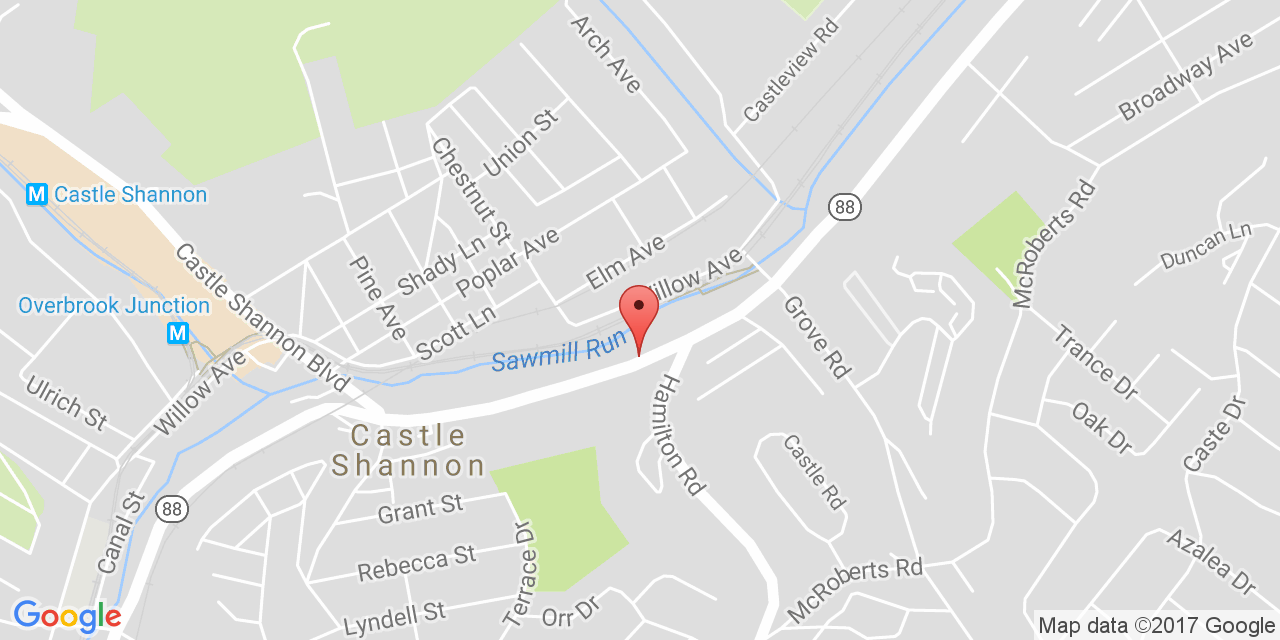 Arch Ave
Castleview Rd
Broadway Ave
Union St
Chestnut St
M Castle Shannon
88
McRoberts Rd
Duncan Ln
Shady Ln
Poplar Ave
Elm Ave
Willow Ave
Pine Ave
Castle Shannon Blvd
Overbrook Junction
M
Scott Ln
Sawmill Run
Grove Rd
Trance Dr
Willow Ave
Ulrich St
Hamilton Rd
Oak Dr
Caste Dr
Castle
Shannon
Castle Rd
88
Grant St
Canal St
Rebecca St
Terrace Dr
Azalea Dr
McRoberts Rd
Lyndell St
Orr Dr
Google
Map data ©2017 Google